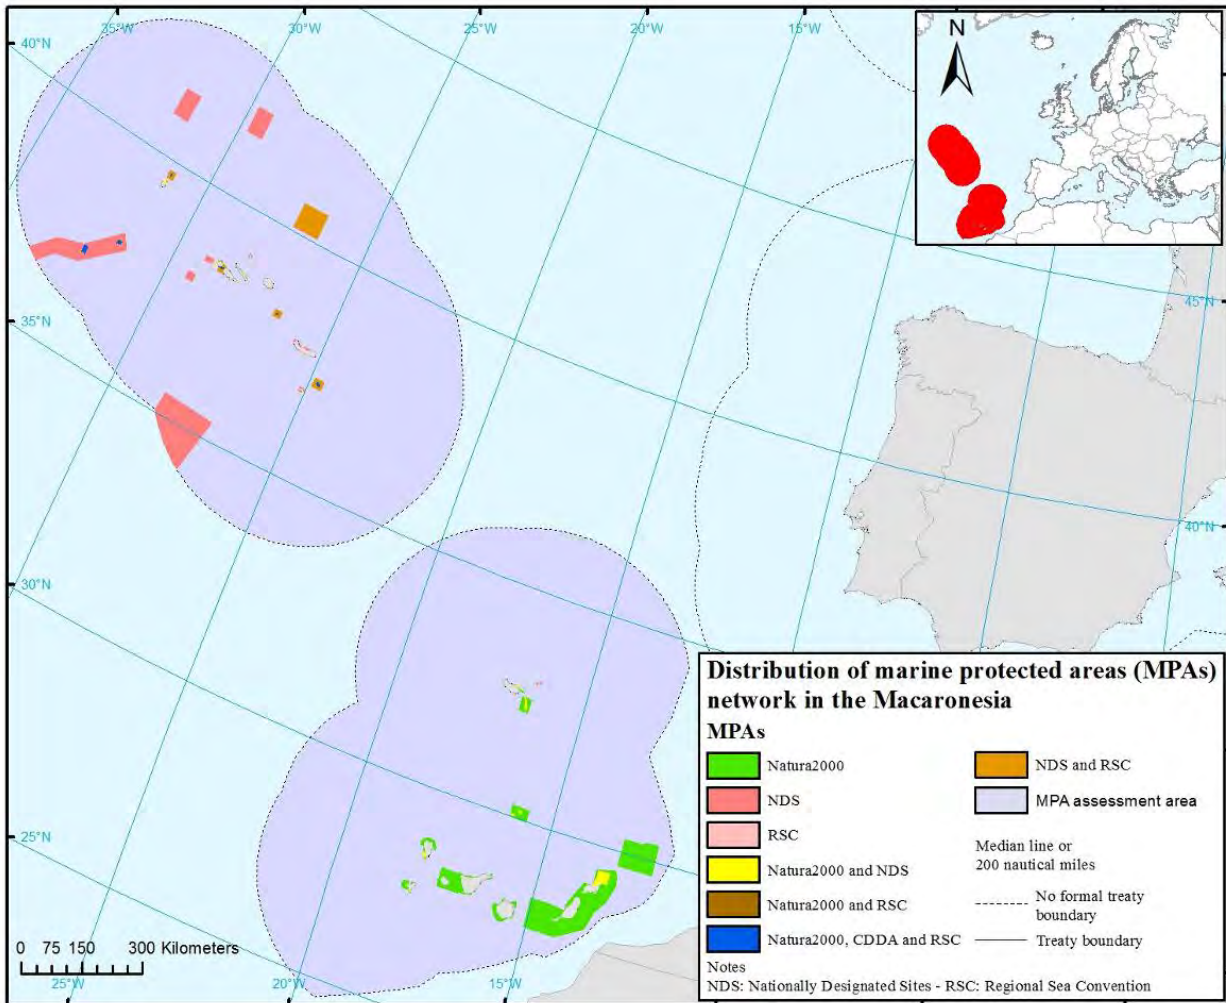 35°W
30°W
25°W
20°W
15°W
40°N
N
35°N
45°N
30°N
40°N
25°N
Distribution of marine protected areas (MPAs)
network in the Macaronesia
MPAs
Natura2000
NDS
RSC
Natura2000 and NDS
Natura2000 and RSC
Natura2000, CDDA and RSC
NDS and RSC
MPA assessment area
Median line or
200 nautical miles
No formal treaty
boundary
Treaty boundary
Notes
NDS: Nationally Designated Sites - RSC: Regional Sea Convention
0 75 150 300 Kilometers
25°W
20°W
15°W